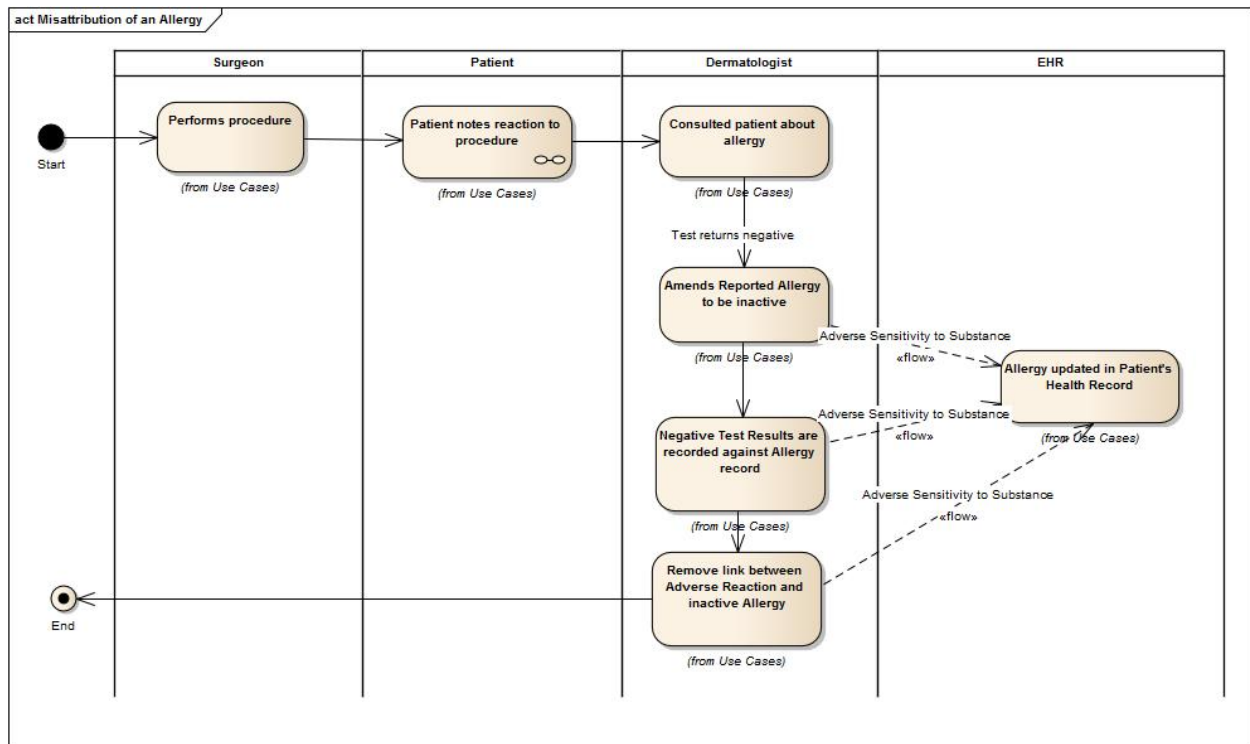 act Misattribution of an Allergy
Surgeon
Patient
Dermatologist
EHR
Start
Performs procedure
(from Use Cases)
Patient notes reaction to
procedure
(from Use Cases)
Consulted patient about
allergy
(from Use Cases)
Test returns negative
Amends Reported Allergy
to be inactive
(from Use Cases)
Adverse Sensitivity to Substance
«flow»
Allergy updated in Patient's
Health Record
(from Use Cases)
Negative Test Results are
recorded against Allergy
record
(from Use Cases)
Adverse Sensitivity to Substance
«flow»
Remove link between
Adverse Reaction and
inactive Allergy
(from Use Cases)
Adverse Sensitivity to Substance
«flow»
End